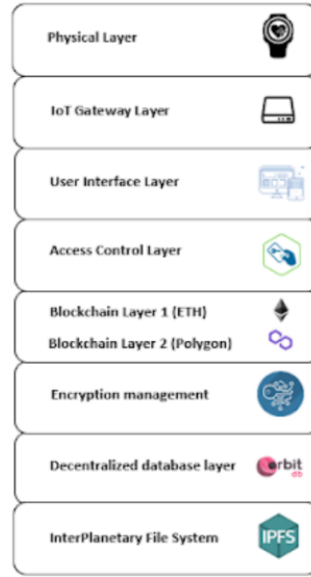 Physical Layer
IoT Gateway Layer
User Interface Layer
Access Control Layer
Blockchain Layer 1 (ETH)
Blockchain Layer 2 (Polygon)
Encryption management
Decentralized database layer
orbit
db
InterPlanetary File System
IPFS